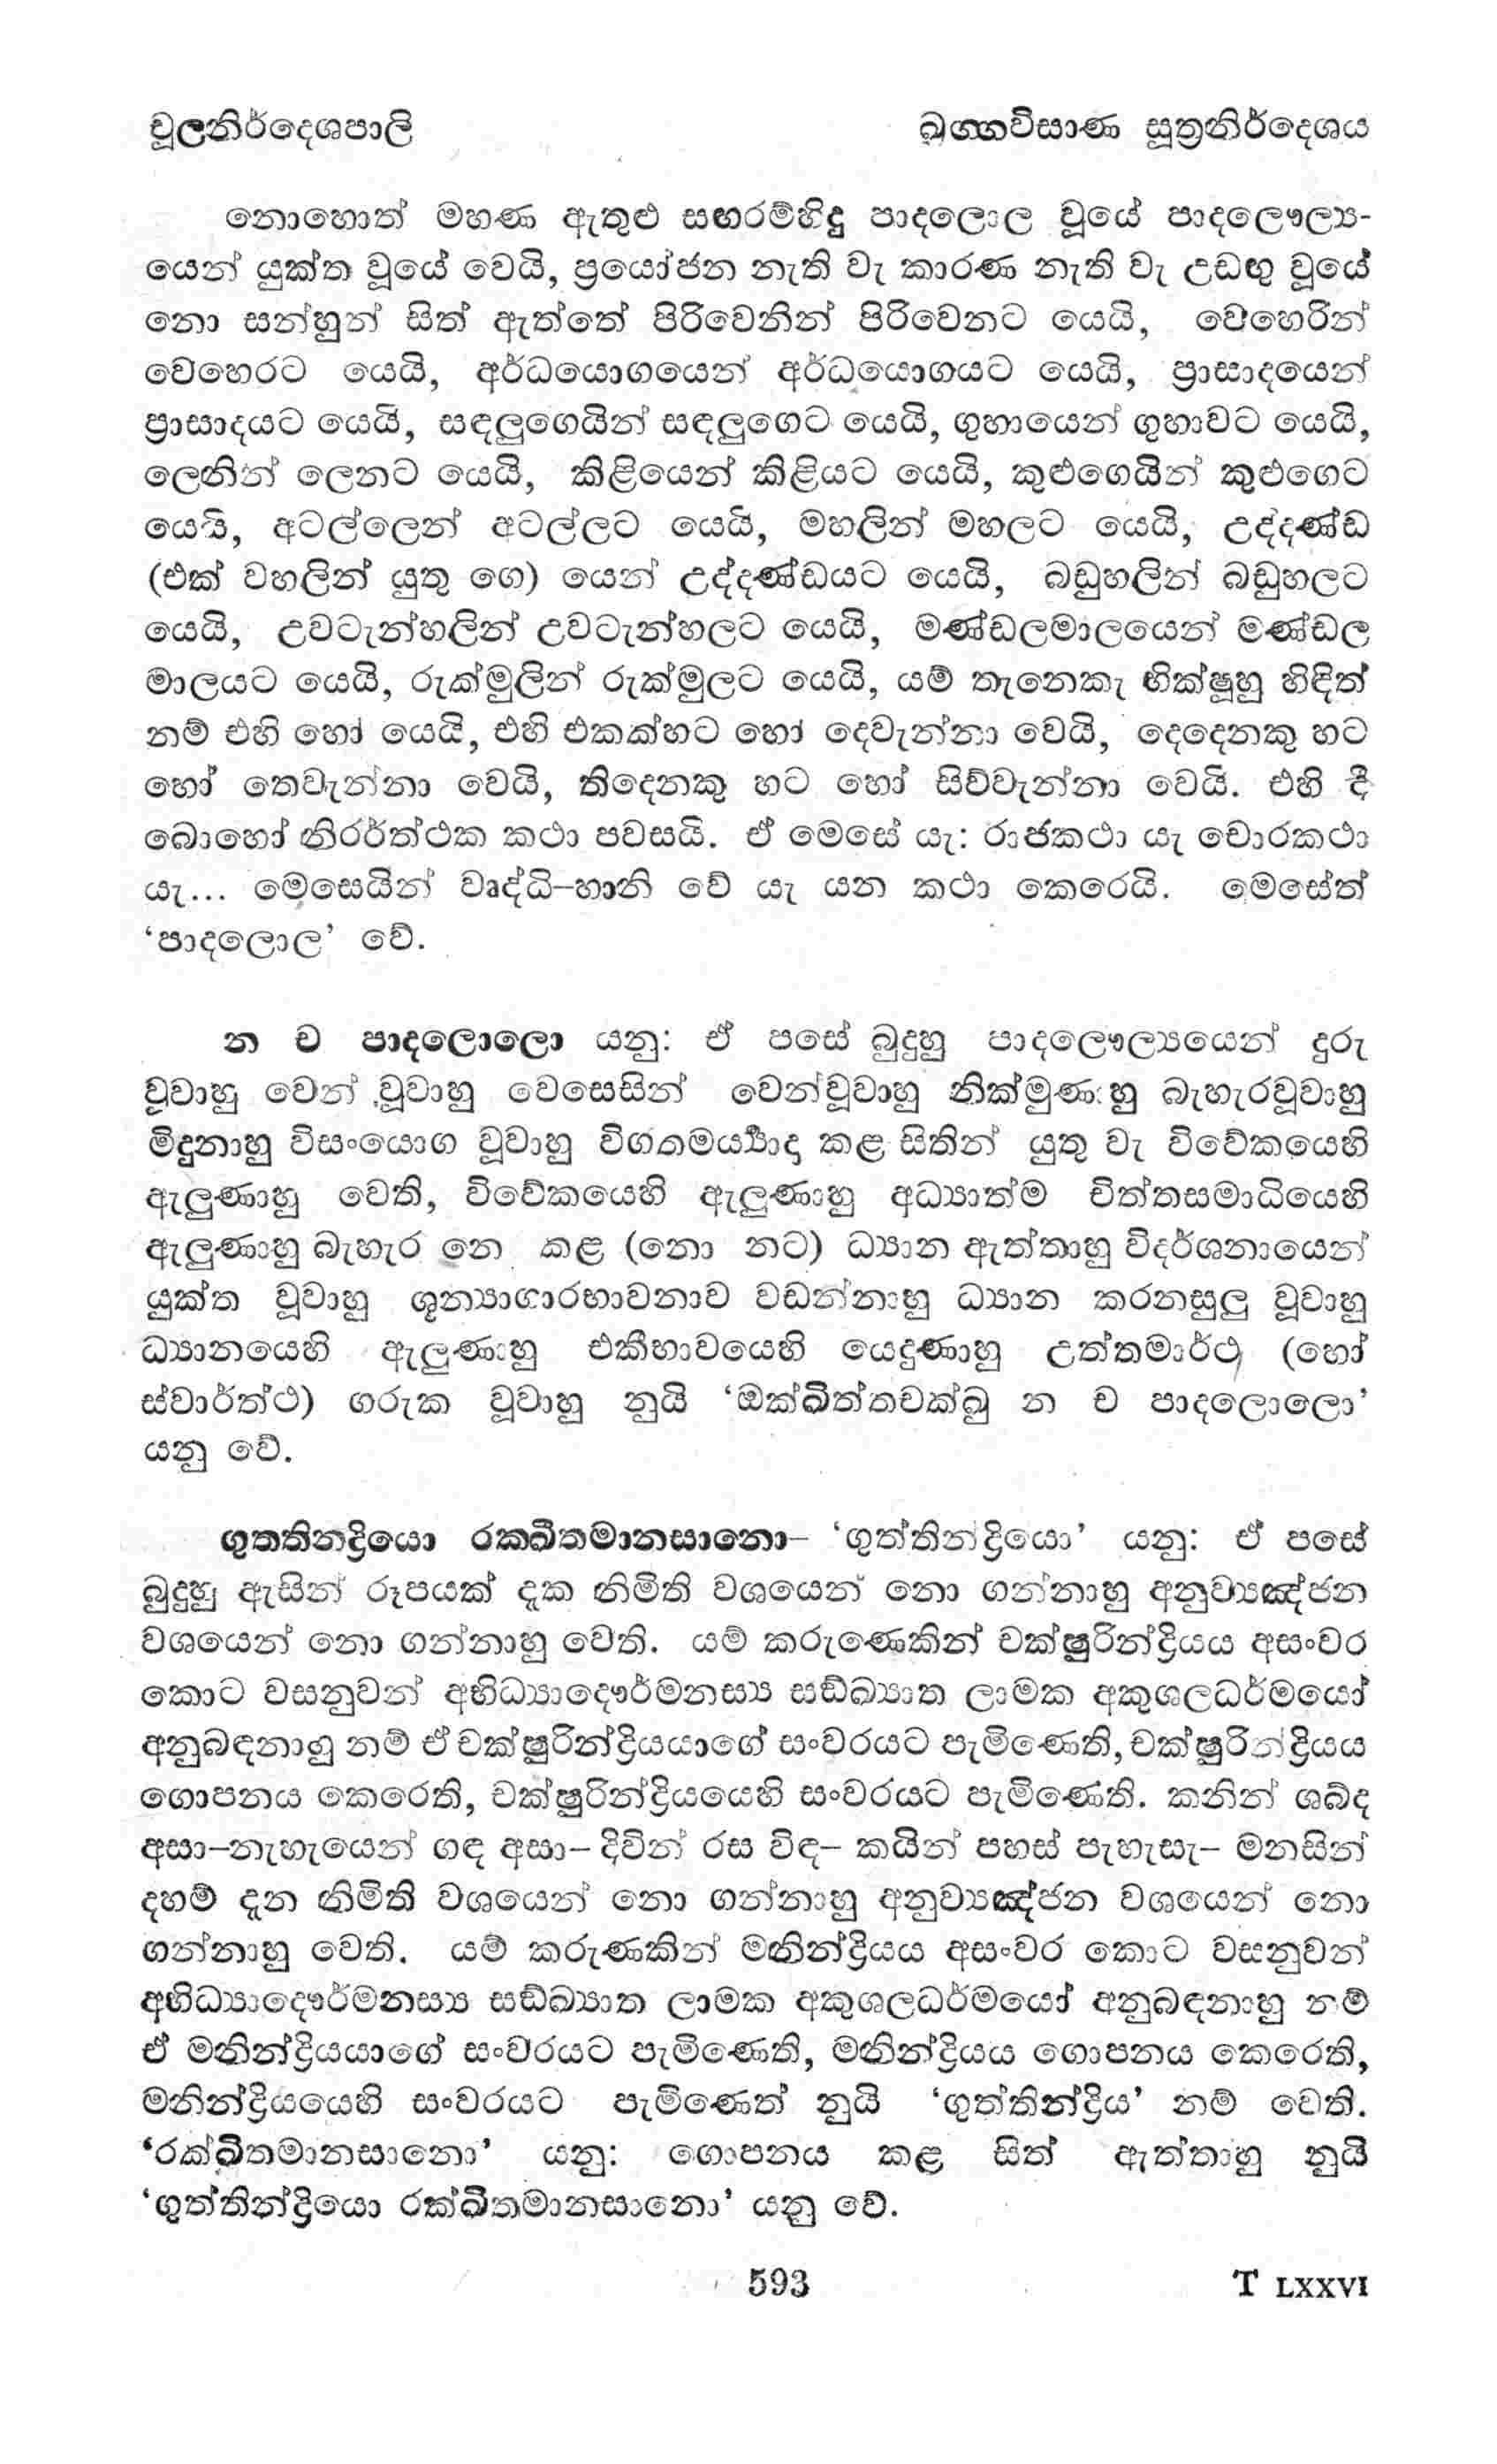 චූලනිර්දෙශපාලි
ඛග්ගවිසාණ සූත්‍රනිර්දෙශය
නොහොත් මහණ ඇතුළු සඟරම්හිදු පාදලොල වූයේ පාදලෞල්‍ය-
යෙන් යුක්ත වූයේ වෙයි, ප්‍රයෝජන නැති වැ කාරණ නැති වැ උඩඟු වූයේ
නො සන්හුන් සිත් ඇත්තේ පිරිවෙනින් පිරිවෙනට යෙයි, වෙහෙරින්
වෙහෙරට යෙයි, අර්ධයොගයෙන් අර්ධයොගයට යෙයි, ප්‍රාසාදයෙන්
ප්‍රාසාදයට යෙයි, සඳලුගෙයින් සඳලුගෙට යෙයි, ගුහායෙන් ගුහාවට යෙයි,
ලෙනින් ලෙනට යෙයි, කිළියෙන් කිළියට යෙයි, කුළුගෙයින් කුළුගෙට
යෙයි, අටල්ලෙන් අටල්ලට යෙයි, මහලින් මහලට යෙයි, උද්දණ්ඩ
(එක් වහලින් යුතු ගෙ) යෙන් උද්දණ්ඩයට යෙයි, බඩුහලින් බඩුහලට
යෙයි, උවටැන්හලින් උවටැන්හලට යෙයි, මණ්ඩලමාලයෙන් මණ්ඩල
මාලයට යෙයි, රුක්මුලින් රුක්මුලට යෙයි, යම් තැනෙකැ භික්ෂූහු හිඳිත්
නම් එහි හෝ යෙයි, එහි එකක්හට හෝ දෙවැන්නා වෙයි, දෙදෙනකු හට
හෝ තෙවැන්නා වෙයි, තිදෙනකු හට හෝ සිව්වැන්නා වෙයි. එහි දී
බොහෝ නිරර්ත්ථක කථා පවසයි. ඒ මෙසේ යැ: රාජකථා යැ චොරකථා
යැ... මෙසෙයින් වෘද්ධි–හානි වේ යැ යන කථා කෙරෙයි. මෙසේත්
‘පාදලොල’ වේ.
න ච පාදලොලො යනු: ඒ පසේ බුදුහු පාදලෞල්‍යයෙන් දුරු
වූවාහු වෙන් වූවාහු වෙසෙසින් වෙන්වූවාහු නික්මුණාහු බැහැරවූවාහු
මිදුනාහු විසංයොග වූවාහු විගතමර්‍ය්‍යාදා කළ සිතින් යුතු වැ විවේකයෙහි
ඇලුණාහු වෙති, විවේකයෙහි ඇලුණාහු අධ්‍යාත්ම චිත්තසමාධියෙහි
ඇලුණාහු බැහැර නෙ කළ (නො නට) ධ්‍යාන ඇත්තාහු විදර්ශනායෙන්
යුක්ත වූවාහු ශූන්‍යාගාරභාවනාව වඩන්නාහු ධ්‍යාන කරනසුලු වූවාහු
ධ්‍යානයෙහි ඇලුණාහු එකීභාවයෙහි යෙදුණාහු උත්තමාර්ථ (හෝ
ස්වාර්ත්ථ) ගරුක වූවාහු නුයි ‘ඔක්ඛිත්තචක්ඛු න ච පාදලොලො’
යනු වේ.
ගුත්තින්ද්‍රියො රක්ඛිතමානසානො– ‘ගුත්තින්ද්‍රියො’ යනු: ඒ පසේ
බුදුහු ඇසින් රූපයක් දැක නිමිති වශයෙන් නො ගන්නාහු අනුව්‍යඤ්ජන
වශයෙන් නො ගන්නාහු වෙති. යම් කරුණෙකින් චක්ෂුරින්ද්‍රියය අසංවර
කොට වසනුවන් අභිධ්‍යාදෞර්මනස්‍ය සඞ්ඛ්‍යාත ලාමක අකුශලධර්මයෝ
අනුබඳනාහු නම් ඒ චක්ෂුරින්ද්‍රියයාගේ සංවරයට පැමිණෙති, චක්ෂුරින්ද්‍රියය
ගොපනය කෙරෙති, චක්ෂුරින්ද්‍රියයෙහි සංවරයට පැමිණෙති. කනින් ශබ්ද
අසා–නැහැයෙන් ගඳ අසා– දිවින් රස විඳ– කයින් පහස් පැහැසැ– මනසින්
දහම් දැන නිමිති වශයෙන් නො ගන්නාහු අනුව්‍යඤ්ජන වශයෙන් නො
ගන්නාහු වෙති. යම් කරුණකින් මනින්ද්‍රියය අසංවර කොට වසනුවන්
අභිධ්‍යාදෞර්මනස්‍ය සඞ්ඛ්‍යාත ලාමක අකුශලධර්මයෝ අනුබඳනාහු නම්
ඒ මනින්ද්‍රියයාගේ සංවරයට පැමිණෙති, මනින්ද්‍රියය ගොපනය කෙරෙති,
මනින්ද්‍රියයෙහි සංවරයට පැමිණෙත් නුයි ‘ගුත්තින්ද්‍රිය’ නම් වෙති.
‘රක්ඛිතමානසානො’ යනු: ගොපනය කළ සිත් ඇත්තාහු නුයි
‘ගුත්තින්ද්‍රියො රක්ඛිතමානසානො’ යනු වේ.
593
T LXXVI